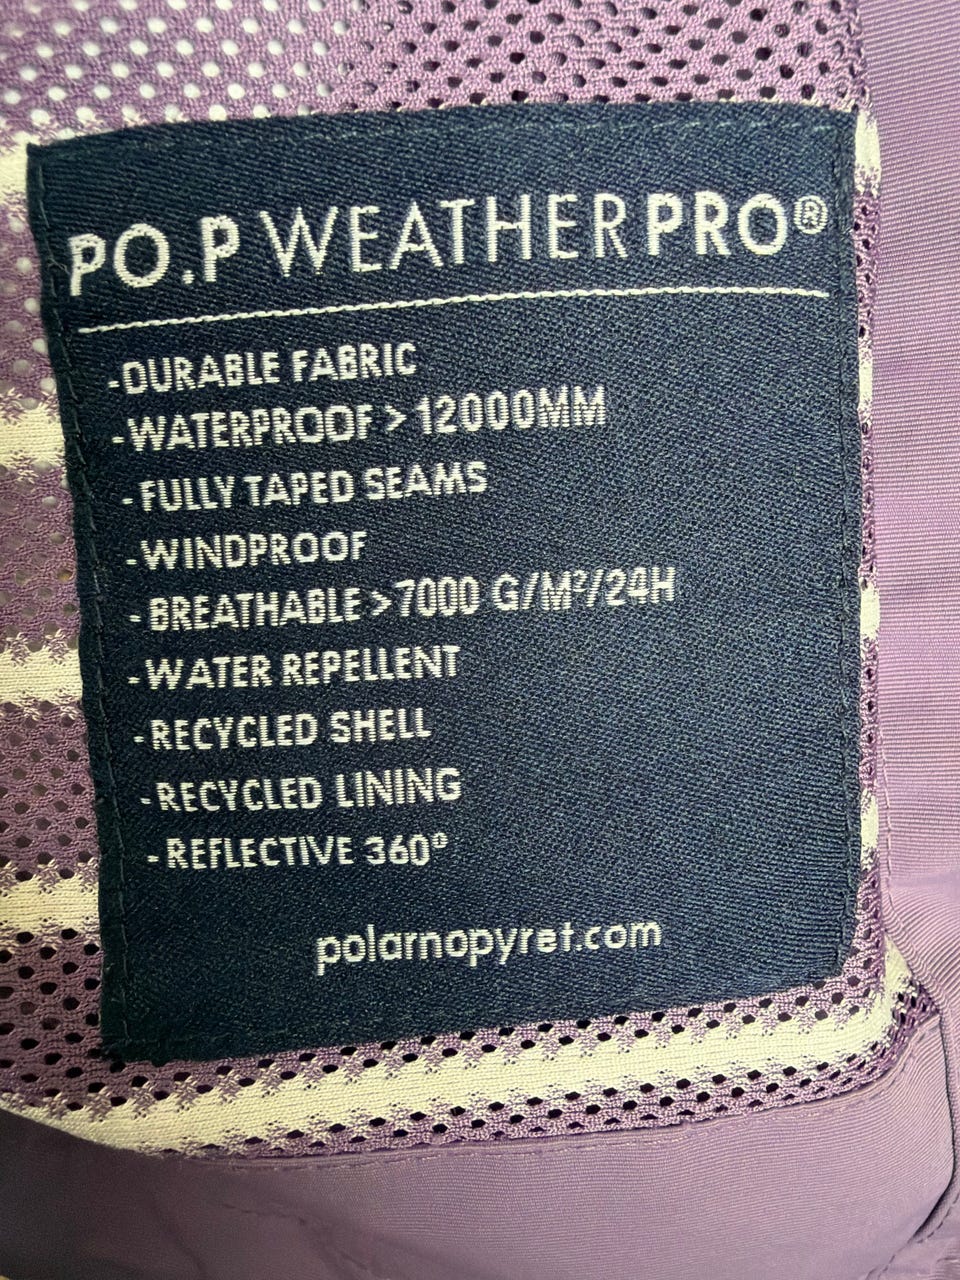 PO.P WEATHERPRO®
-DURABLE FABRIC
-WATERPROOF > 12000MM
-FULLY TAPED SEAMS
-WINDPROOF
-BREATHABLE >7000 G/M²/24H
-WATER REPELLENT
-RECYCLED SHELL
-RECYCLED LINING
-REFLECTIVE 360°
polarnopyret.com